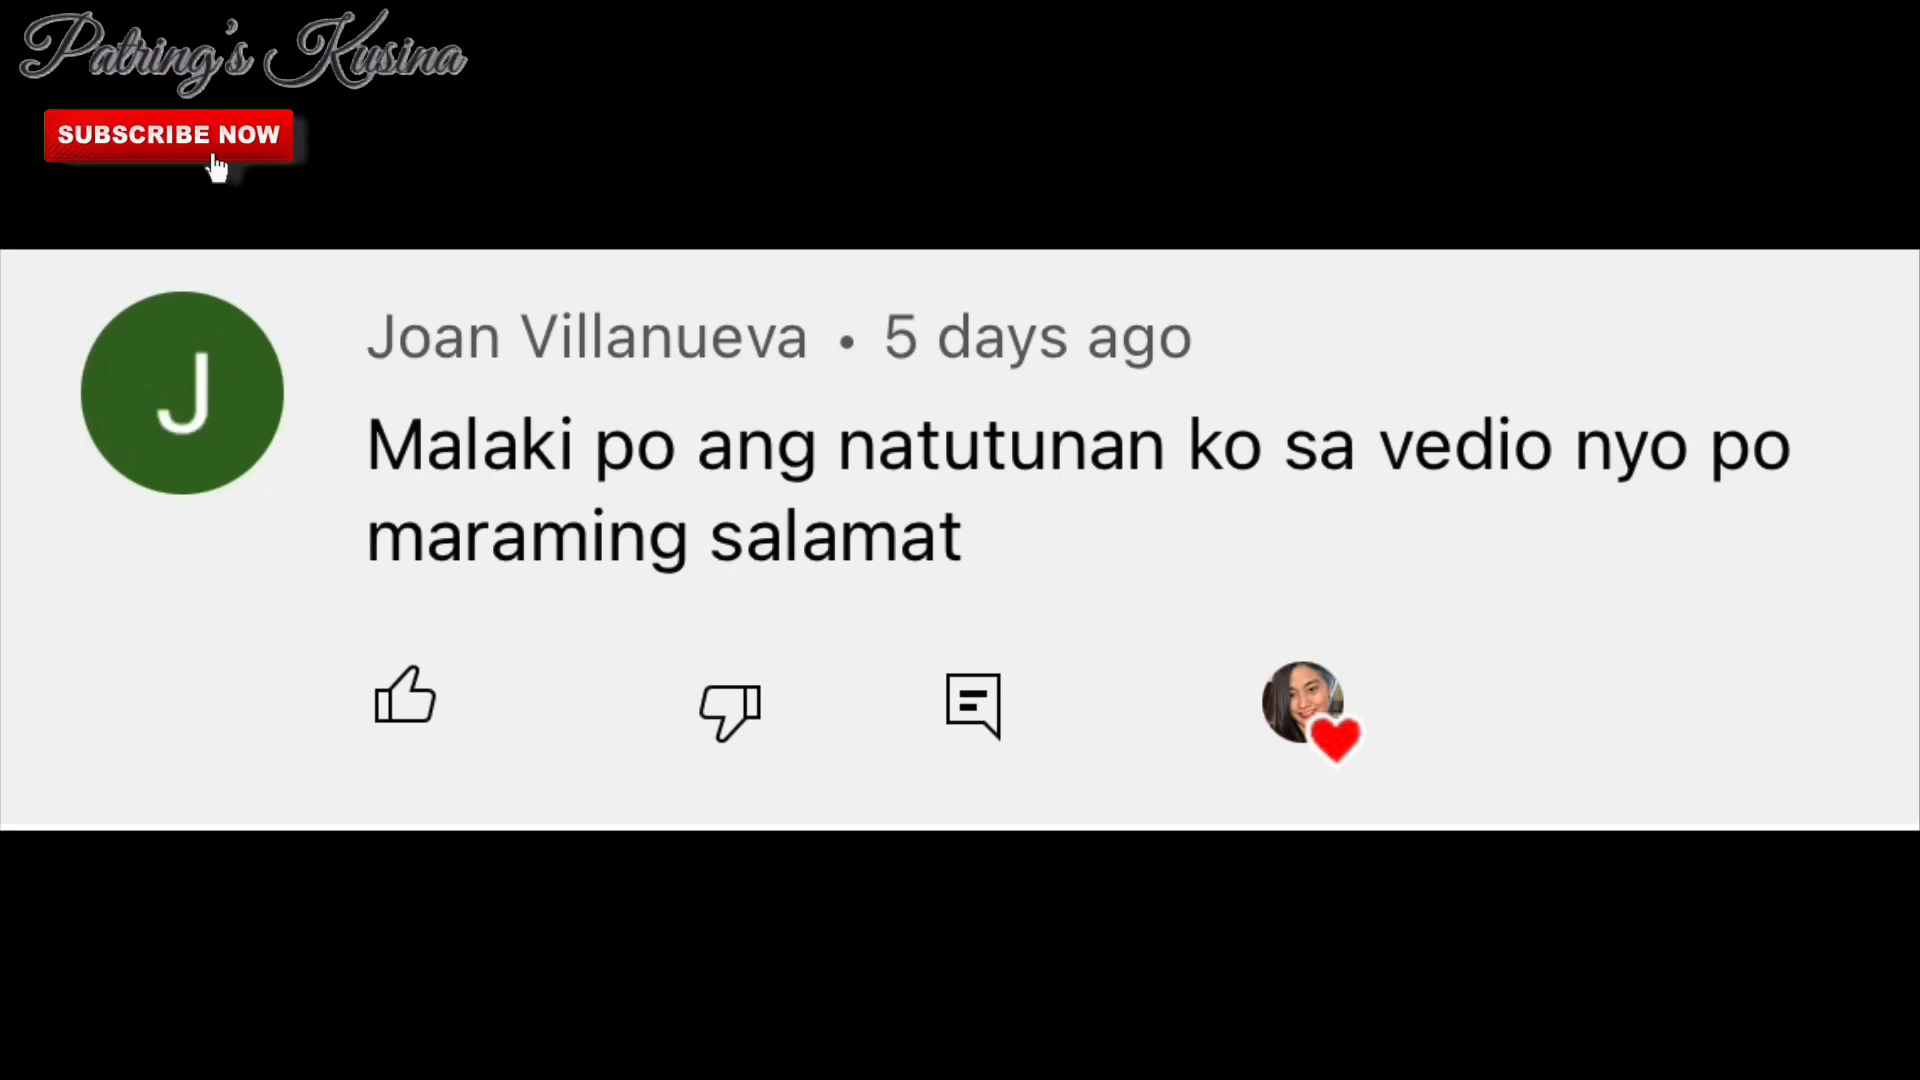 Patring's Kusina
SUBSCRIBE NOW
J
Joan Villanueva • 5 days ago
Malaki po ang natutunan ko sa vedio nyo po
maraming salamat